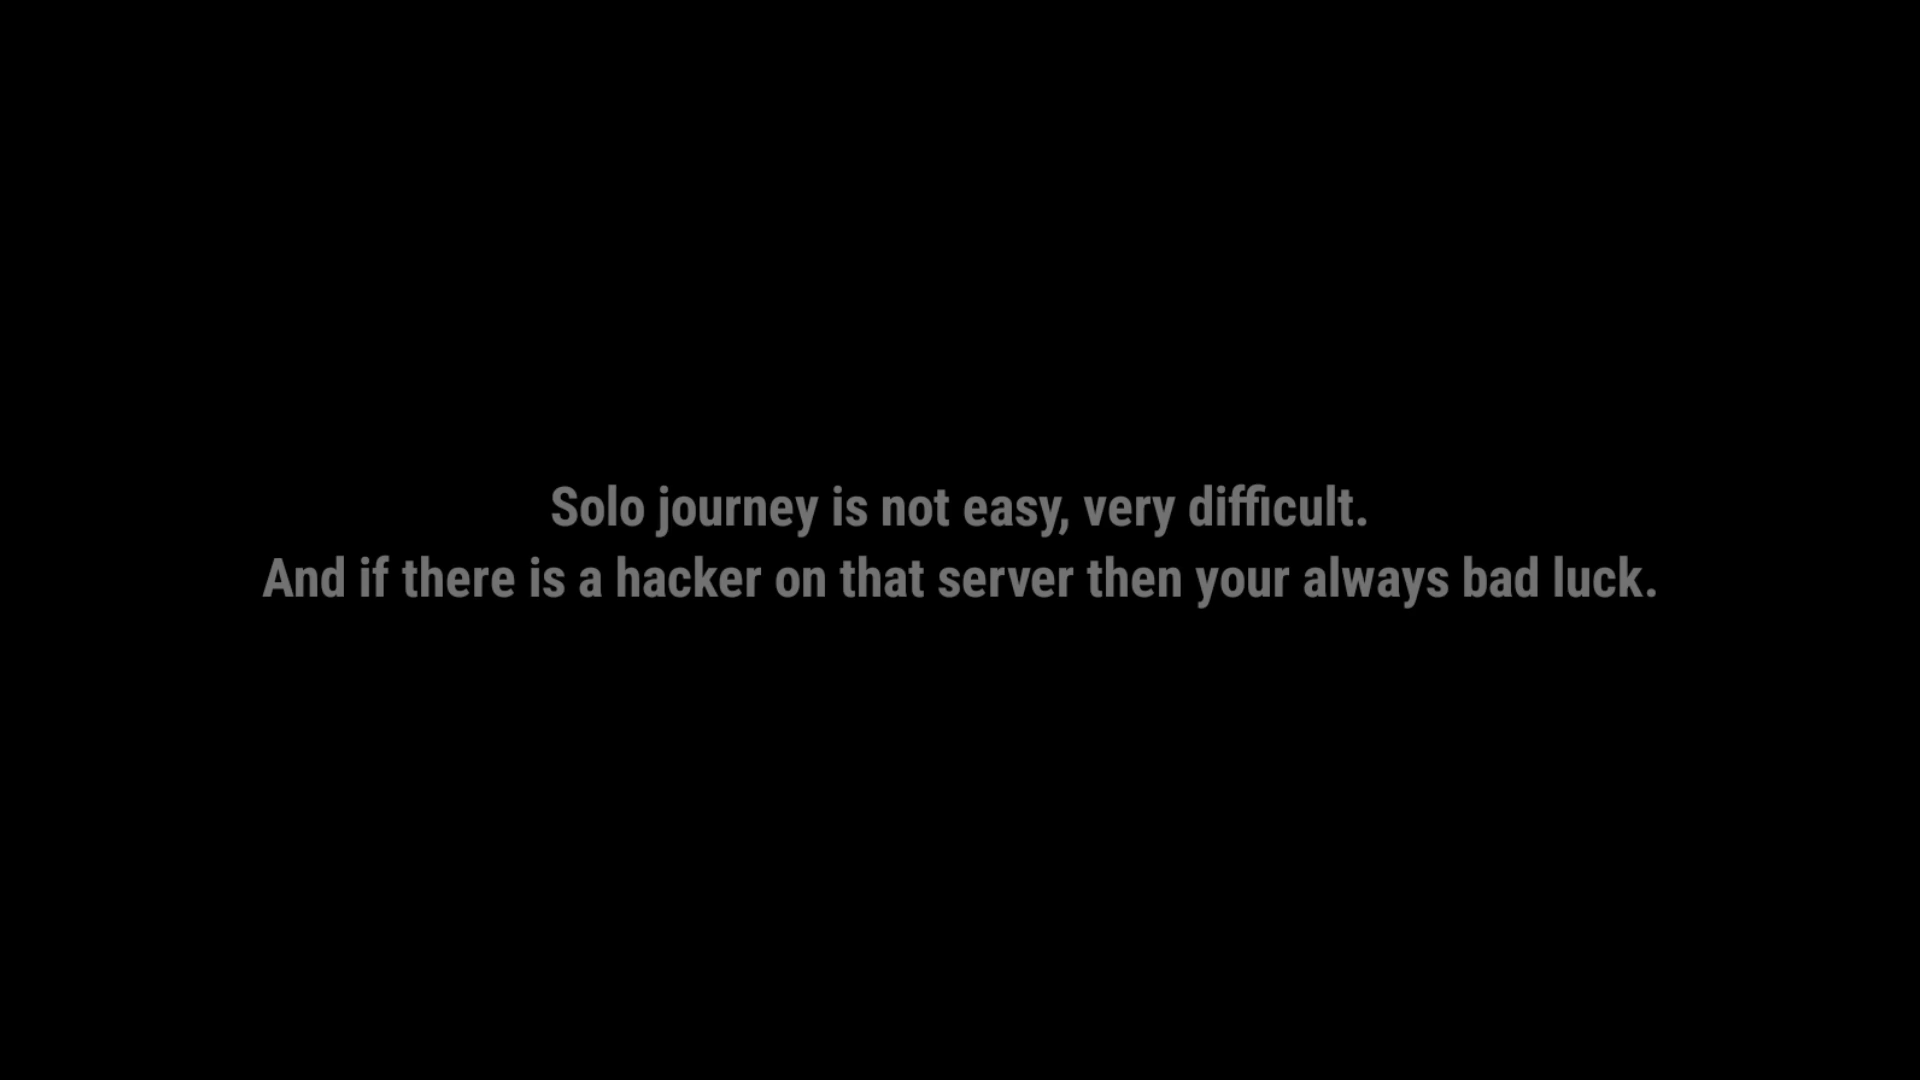 Solo journey is not easy, very difficult.
And if there is a hacker on that server then your always bad luck.